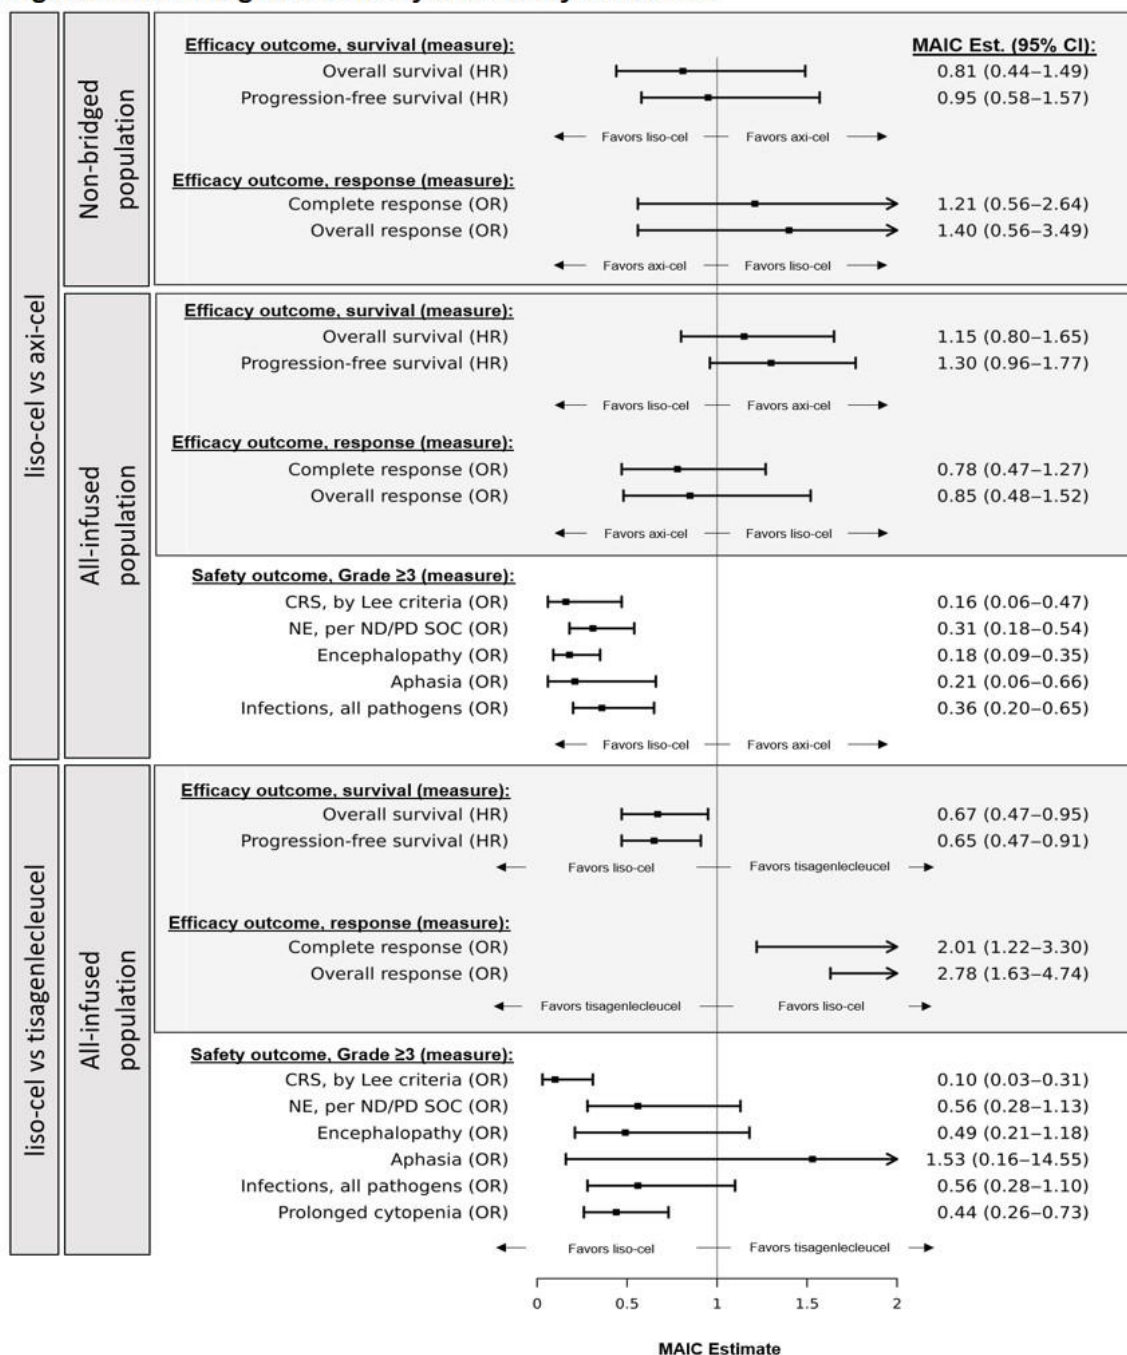 liso-cel vs axi-cel
Non-bridged
population
Efficacy outcome, survival (measure):
MAIC Est. (95% CI):
Overall survival (HR)
0.81 (0.44–1.49)
Progression-free survival (HR)
0.95 (0.58–1.57)
Favors liso-cel
Favors axi-cel
Efficacy outcome, response (measure):
Complete response (OR)
1.21 (0.56–2.64)
Overall response (OR)
1.40 (0.56–3.49)
Favors axi-cel
Favors liso-cel
All-infused
population
Efficacy outcome, survival (measure):
Overall survival (HR)
1.15 (0.80–1.65)
Progression-free survival (HR)
1.30 (0.96–1.77)
Favors liso-cel
Favors axi-cel
Efficacy outcome, response (measure):
Complete response (OR)
0.78 (0.47–1.27)
Overall response (OR)
0.85 (0.48–1.52)
Favors axi-cel
Favors liso-cel
Safety outcome, Grade ≥3 (measure):
CRS, by Lee criteria (OR)
0.16 (0.06–0.47)
NE, per ND/PD SOC (OR)
0.31 (0.18–0.54)
Encephalopathy (OR)
0.18 (0.09–0.35)
Aphasia (OR)
0.21 (0.06–0.66)
Infections, all pathogens (OR)
0.36 (0.20–0.65)
Favors liso-cel
Favors axi-cel
liso-cel vs tisagenlecleucel
All-infused
population
Efficacy outcome, survival (measure):
Overall survival (HR)
0.67 (0.47–0.95)
Progression-free survival (HR)
0.65 (0.47–0.91)
Favors liso-cel
Favors tisagenlecleucel
Efficacy outcome, response (measure):
Complete response (OR)
2.01 (1.22–3.30)
Overall response (OR)
2.78 (1.63–4.74)
Favors tisagenlecleucel
Favors liso-cel
Safety outcome, Grade ≥3 (measure):
CRS, by Lee criteria (OR)
0.10 (0.03–0.31)
NE, per ND/PD SOC (OR)
0.56 (0.28–1.13)
Encephalopathy (OR)
0.49 (0.21–1.18)
Aphasia (OR)
1.53 (0.16–14.55)
Infections, all pathogens (OR)
0.56 (0.28–1.10)
Prolonged cytopenia (OR)
0.44 (0.26–0.73)
Favors liso-cel
Favors tisagenlecleucel
0 0.5 1 1.5 2
MAIC Estimate